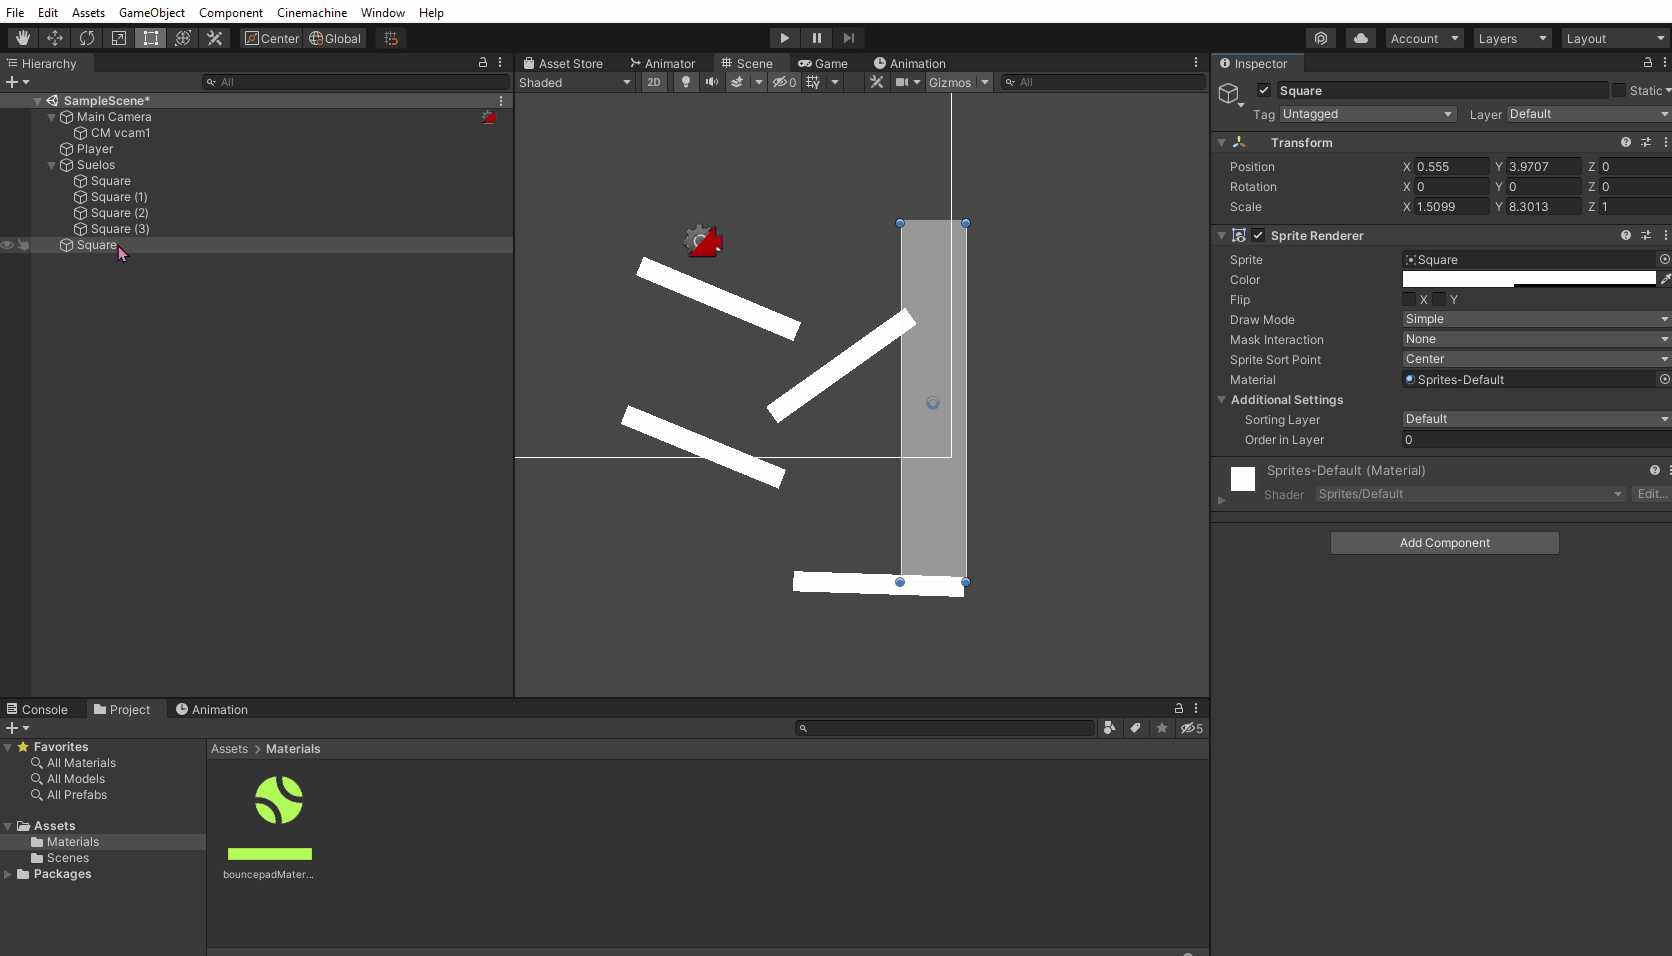 File Edit Assets GameObject Component Cinemachine Window Help
Center Global Account Layers Layout
Hierarchy
All
SampleScene*
Main Camera
CM vcam1
Player
Suelos
Square
Square (1)
Square (2)
Square (3)
Square
Asset Store Animator Scene Game Animation
Shaded 2D 0 Gizmos All
Inspector
Square Static
Tag Untagged Layer Default
Transform
Position X 0.555 Y 3.9707 Z 0
Rotation X 0 Y 0 Z 0
Scale X 1.5099 Y 8.3013 Z 1
Sprite Renderer
Sprite Square
Color
Flip X Y
Draw Mode Simple
Mask Interaction None
Sprite Sort Point Center
Material Sprites-Default
Additional Settings
Sorting Layer Default
Order in Layer 0
Sprites-Default (Material)
Shader Sprites/Default Edit...
Add Component
Console Project Animation
5
Favorites
All Materials
All Models
All Prefabs
Assets
Materials
Scenes
Packages
Assets > Materials
bouncepadMater...